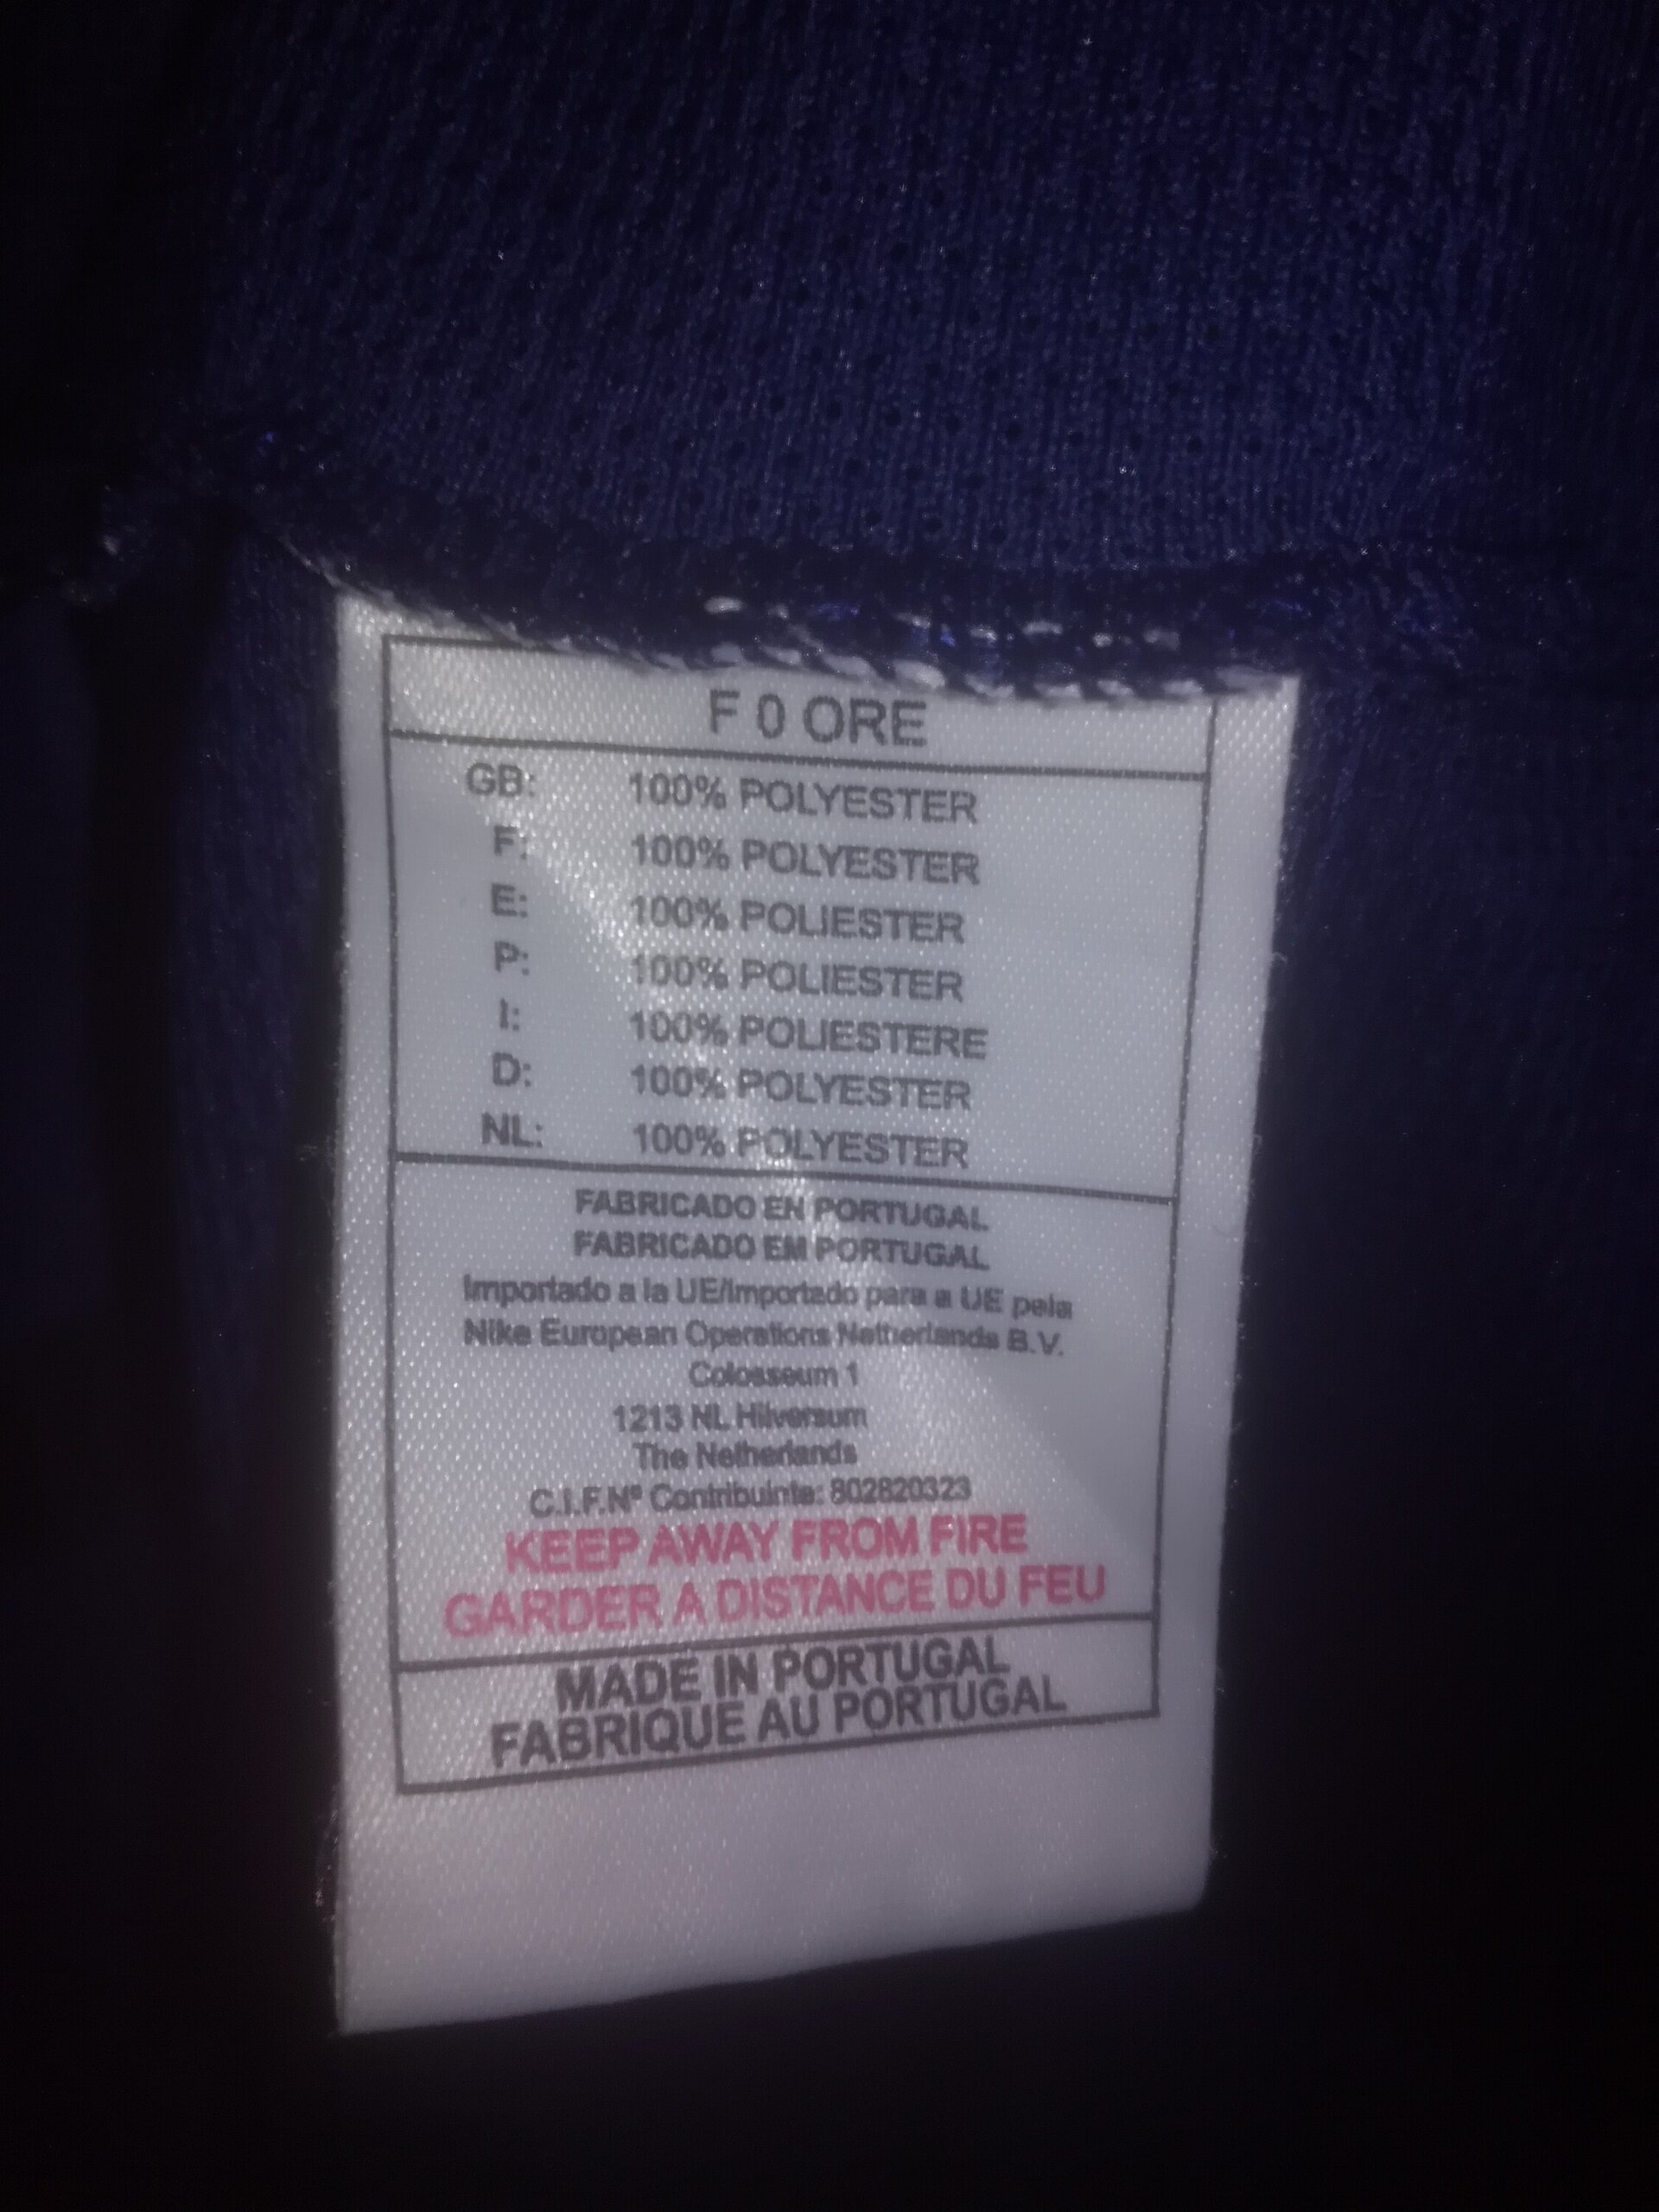 F 0 ORE
GB: 100% POLYESTER
F: 100% POLYESTER
E: 100% POLIESTER
P: 100% POLIESTER
I: 100% POLIESTERE
D: 100% POLYESTER
NL: 100% POLYESTER
FABRICADO EN PORTUGAL
FABRICADO EM PORTUGAL
Importado a la UE/Importado para a UE pela
Nike European Operations Netherlands B.V.
Colosseum 1
1213 NL Hilversum
The Netherlands
C.I.F.Nº Contribuinte: 802820323
KEEP AWAY FROM FIRE
GARDER A DISTANCE DU FEU
MADE IN PORTUGAL
FABRIQUE AU PORTUGAL